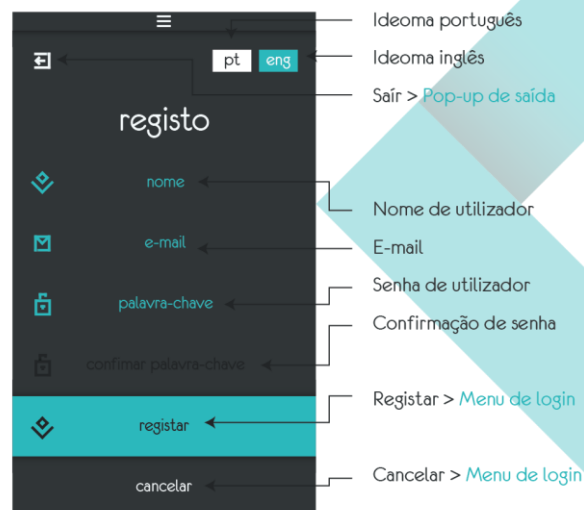 Ideoma português
pt eng
Ideoma inglês
Saír > Pop-up de saída
registo
nome
Nome de utilizador
e-mail
E-mail
palavra-chave
Senha de utilizador
Confirmação de senha
confimar palavra-chave
registar
Registar > Menu de login
cancelar
Cancelar > Menu de login